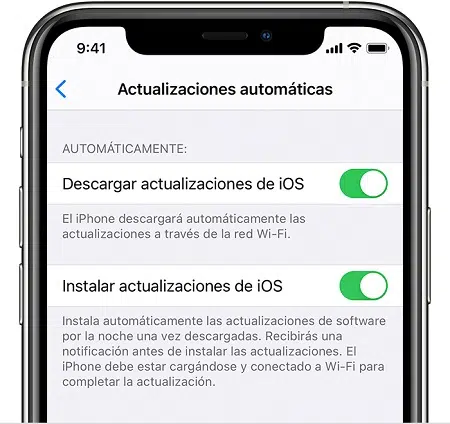 9:41
Actualizaciones automáticas
AUTOMÁTICAMENTE:
Descargar actualizaciones de iOS
El iPhone descargará automáticamente las
actualizaciones a través de la red Wi-Fi.
Instalar actualizaciones de iOS
Instala automáticamente las actualizaciones de software
por la noche una vez descargadas. Recibirás una
notificación antes de instalar las actualizaciones. El
iPhone debe estar cargándose y conectado a Wi-Fi para
completar la actualización.